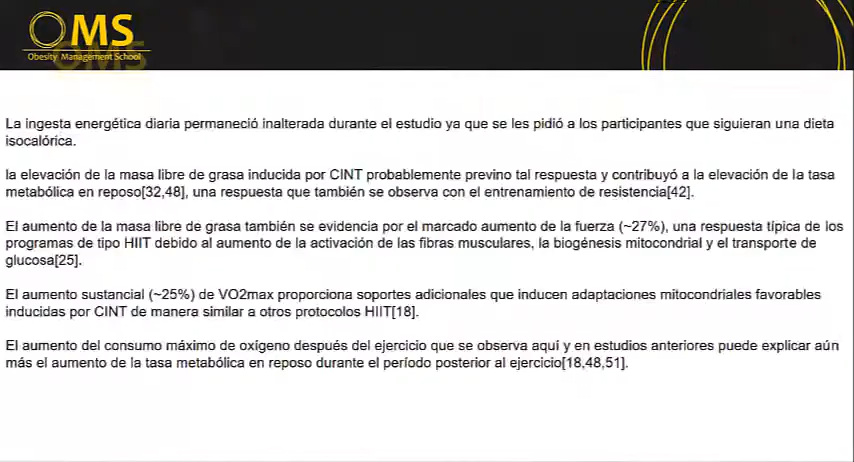 OMS
Obesity Management School
OMS
La ingesta energética diaria permaneció inalterada durante el estudio ya que se les pidió a los participantes que siguieran una dieta
isocalórica.
la elevación de la masa libre de grasa inducida por CINT probablemente previno tal respuesta y contribuyó a la elevación de la tasa
metabólica en reposo[32,48], una respuesta que también se observa con el entrenamiento de resistencia[42].
El aumento de la masa libre de grasa también se evidencia por el marcado aumento de la fuerza (~27%), una respuesta típica de los
programas de tipo HIIT debido al aumento de la activación de las fibras musculares, la biogénesis mitocondrial y el transporte de
glucosa[25].
El aumento sustancial (~25%) de VO2max proporciona soportes adicionales que inducen adaptaciones mitocondriales favorables
inducidas por CINT de manera similar a otros protocolos HIIT[18].
El aumento del consumo máximo de oxígeno después del ejercicio que se observa aquí y en estudios anteriores puede explicar aún
más el aumento de la tasa metabólica en reposo durante el período posterior al ejercicio[18,48,51].